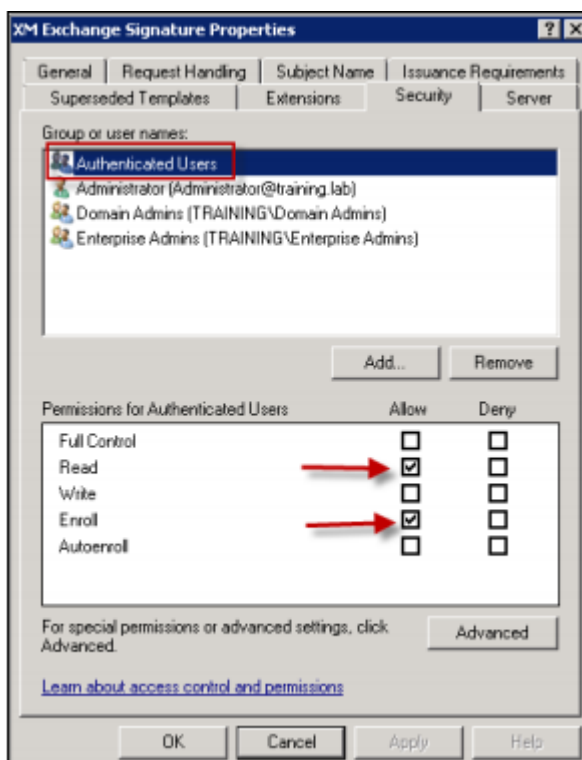 XM Exchange Signature Properties
General Request Handling Subject Name Issuance Requirements
Superseded Templates Extensions Security Server
Group or user names:
Authenticated Users
Administrator (Administrator@training.lab)
Domain Admins (TRAINING\Domain Admins)
Enterprise Admins (TRAINING\Enterprise Admins)
Add... Remove
Permissions for Authenticated Users Allow Deny
Full Control
Read
Write
Enroll
Autoenroll
For special permissions or advanced settings, click
Advanced.
Advanced
Learn about access control and permissions
OK Cancel Apply Help